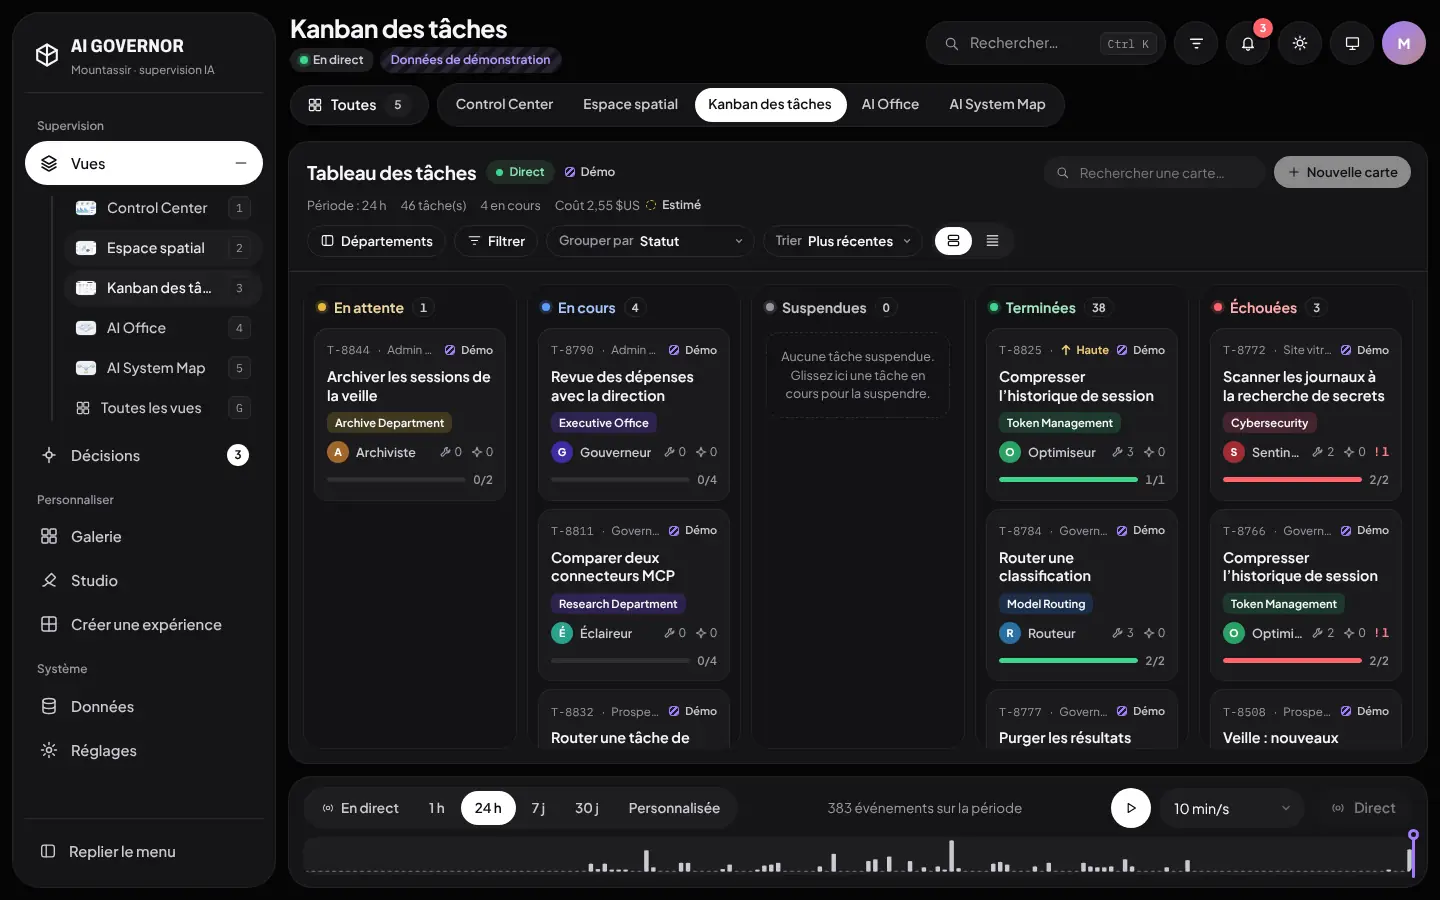 AI GOVERNOR
Mountassir · supervision IA
Supervision
Vues
Control Center 1
Espace spatial 2
Kanban des tâ… 3
AI Office 4
AI System Map 5
Toutes les vues G
Décisions 3
Personnaliser
Galerie
Studio
Créer une expérience
Système
Données
Réglages
Replier le menu
Kanban des tâches
En direct
Données de démonstration
Rechercher…
Ctrl K
3
M
Toutes 5
Control Center
Espace spatial
Kanban des tâches
AI Office
AI System Map
Tableau des tâches
Direct
Démo
Rechercher une carte…
+ Nouvelle carte
Période : 24 h
46 tâche(s)
4 en cours
Coût 2,55 $US
Estimé
Départements
Filtrer
Grouper par Statut
Trier Plus récentes
En attente 1
T-8844 · Admin … Démo
Archiver les sessions de
la veille
Archive Department
A Archiviste 0 0
0/2
En cours 4
T-8790 · Admin … Démo
Revue des dépenses
avec la direction
Executive Office
G Gouverneur 0 0
0/4
T-8811 · Govern… Démo
Comparer deux
connecteurs MCP
Research Department
É Éclaireur 0 0
0/4
T-8832 · Prospe… Démo
Router une tâche de
Suspendues 0
Aucune tâche suspendue.
Glissez ici une tâche en
cours pour la suspendre.
Terminées 38
T-8825 · Haute Démo
Compresser
l’historique de session
Token Management
O Optimiseur 3 0
1/1
T-8784 · Govern… Démo
Router une
classification
Model Routing
R Routeur 3 0
2/2
T-8777 · Govern… Démo
Purger les résultats
Échouées 3
T-8772 · Site vitr… Démo
Scanner les journaux à
la recherche de secrets
Cybersecurity
S Sentin… 2 0 ! 1
2/2
T-8766 · Govern… Démo
Compresser
l’historique de session
Token Management
O Optimi… 2 0 ! 1
2/2
T-8508 · Prospe… Démo
Veille : nouveaux
En direct
1 h
24 h
7 j
30 j
Personnalisée
383 événements sur la période
10 min/s
Direct